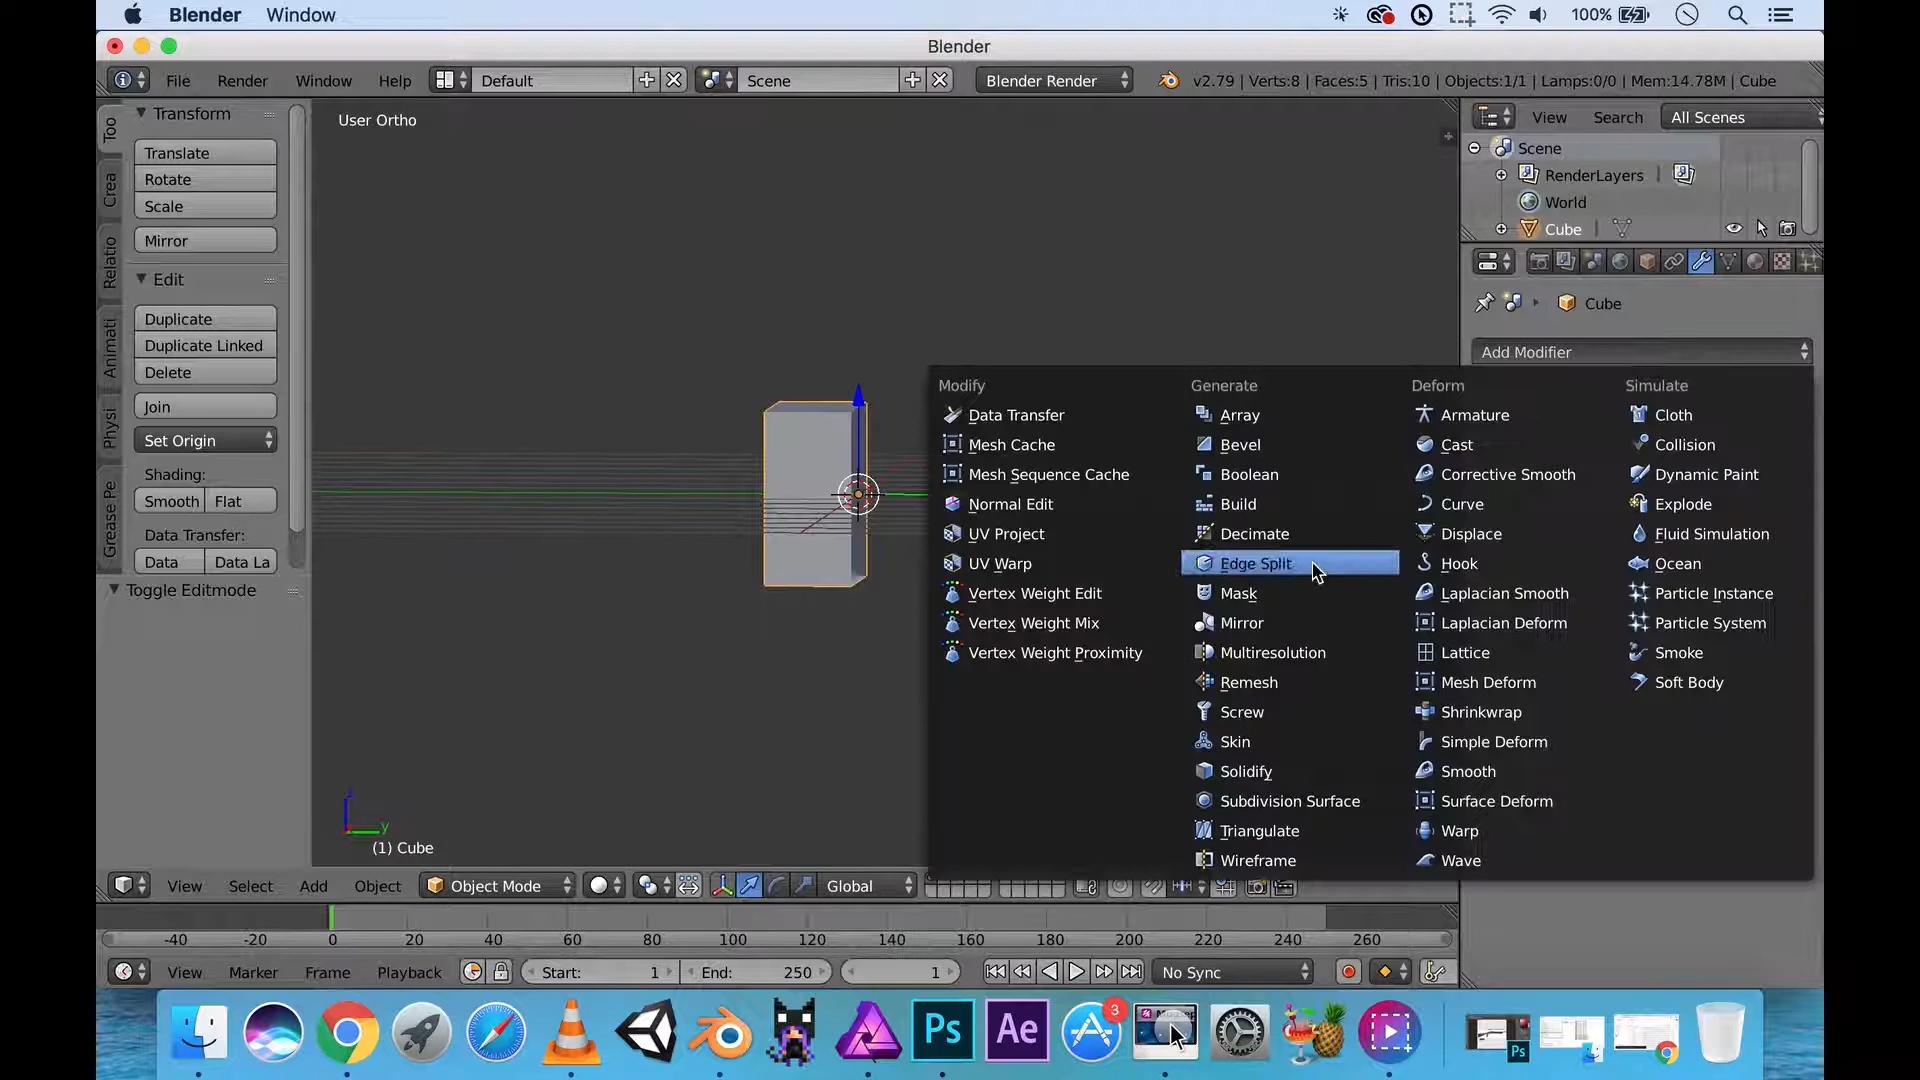 Blender Window 100%
Blender
File Render Window Help Default Scene Blender Render v2.79 | Verts:8 | Faces:5 | Tris:10 | Objects:1/1 | Lamps:0/0 | Mem:14.78M | Cube
Too
Crea
Relatio
Animati
Physi
Grease Pe
Transform
Translate
Rotate
Scale
Mirror
Edit
Duplicate
Duplicate Linked
Delete
Join
Set Origin
Shading:
Smooth Flat
Data Transfer:
Data Data La
Toggle Editmode
User Ortho
y
(1) Cube
View Search All Scenes
Scene
RenderLayers
World
Cube
Cube
Add Modifier
Modify
Data Transfer
Mesh Cache
Mesh Sequence Cache
Normal Edit
UV Project
UV Warp
Vertex Weight Edit
Vertex Weight Mix
Vertex Weight Proximity
Generate
Array
Bevel
Boolean
Build
Decimate
Edge Split
Mask
Mirror
Multiresolution
Remesh
Screw
Skin
Solidify
Subdivision Surface
Triangulate
Wireframe
Deform
Armature
Cast
Corrective Smooth
Curve
Displace
Hook
Laplacian Smooth
Laplacian Deform
Lattice
Mesh Deform
Shrinkwrap
Simple Deform
Smooth
Surface Deform
Warp
Wave
Simulate
Cloth
Collision
Dynamic Paint
Explode
Fluid Simulation
Ocean
Particle Instance
Particle System
Smoke
Soft Body
View Select Add Object Object Mode Global
-40 -20 0 20 40 60 80 100 120 140 160 180 200 220 240 260
View Marker Frame Playback Start: 1 End: 250 1 No Sync
Ps Ae 3 Ps